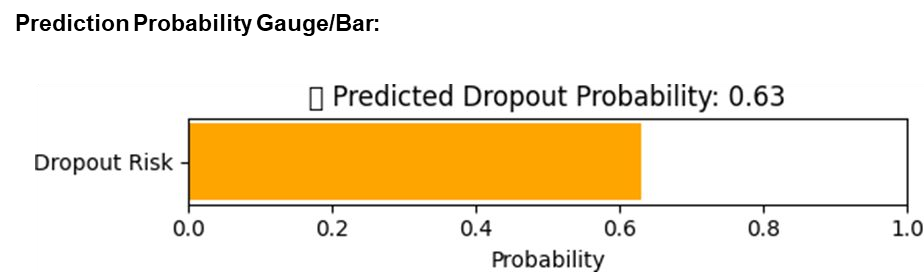 Prediction Probability Gauge/Bar:
▯ Predicted Dropout Probability: 0.63
Dropout Risk
0.0 0.2 0.4 0.6 0.8 1.0
Probability